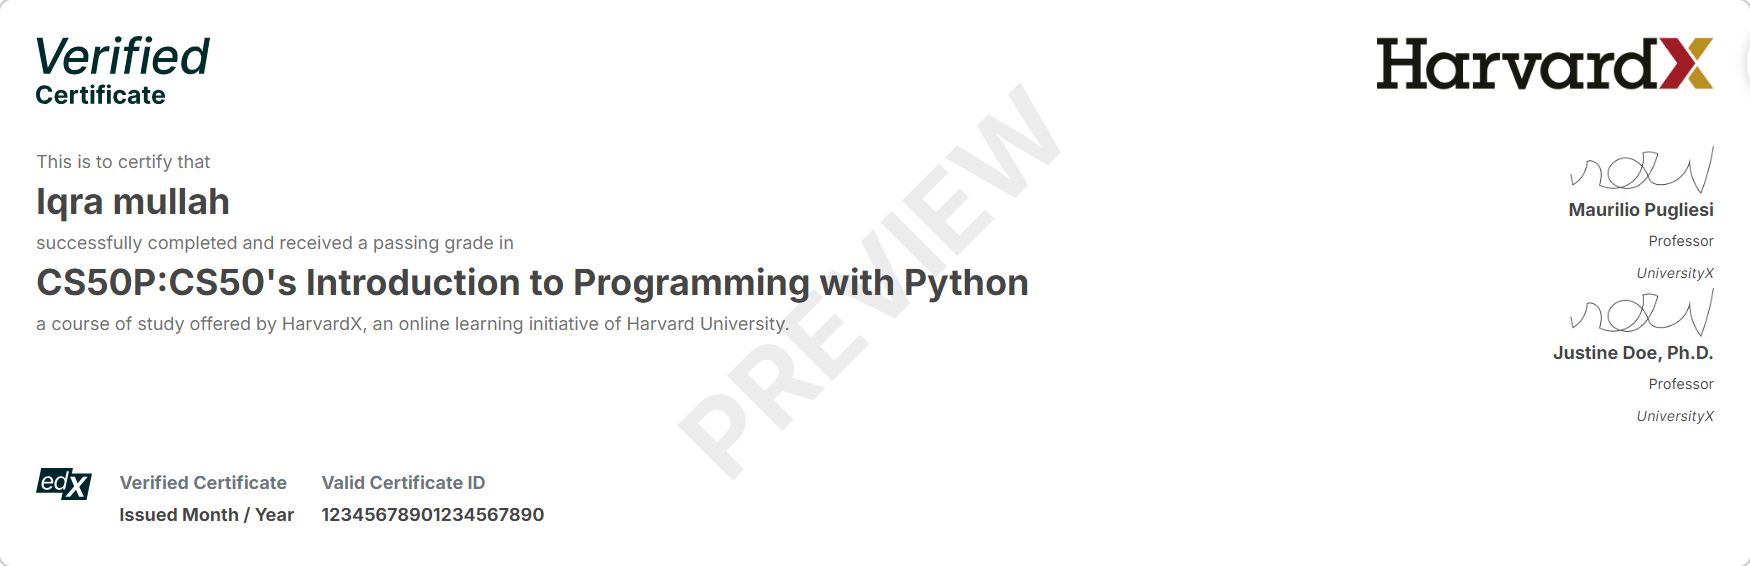 Verified
Certificate
HarvardX
This is to certify that
Iqra mullah
successfully completed and received a passing grade in
CS50P:CS50's Introduction to Programming with Python
a course of study offered by HarvardX, an online learning initiative of Harvard University.
PREVIEW
Maurilio Pugliesi
Professor
UniversityX
Justine Doe, Ph.D.
Professor
UniversityX
edX
Verified Certificate
Issued Month / Year
Valid Certificate ID
12345678901234567890